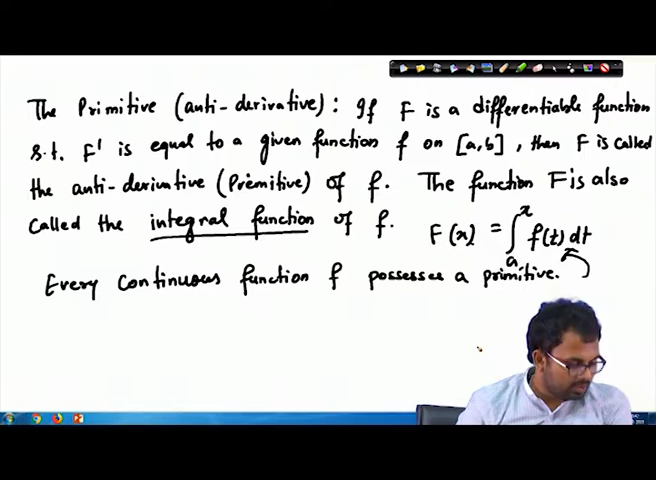 The Primitive (anti-derivative) : If F is a differentiable function
s.t. F' is equal to a given function f on [a, b] , then F is called
the anti-derivative (Primitive) of f. The function F is also
called the integral function of f. F(x) = ∫ₐˣ f(t) dt
Every continuous function f possesses a primitive.